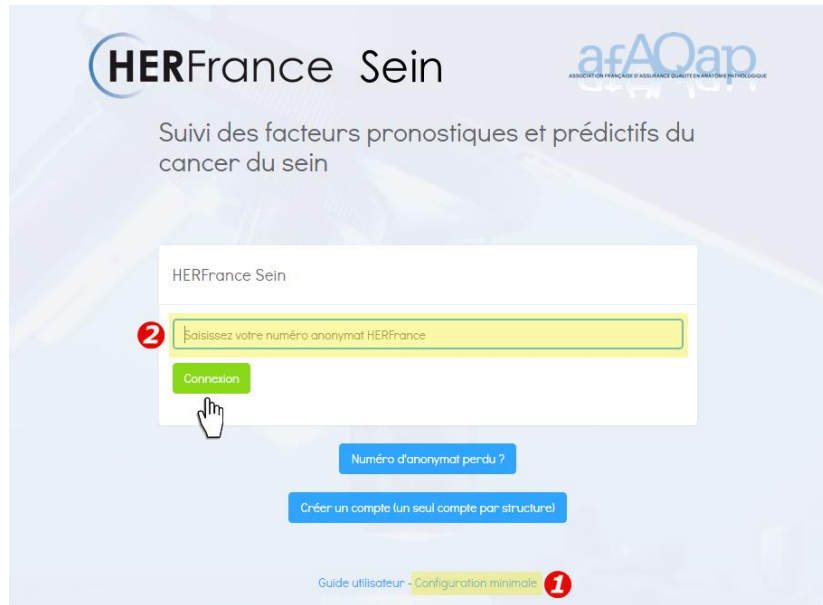 HERFrance Sein
afAQap
ASSOCIATION FRANÇAISE D'ASSURANCE QUALITE EN ANATOMIE PATHOLOGIQUE
Suivi des facteurs pronostiques et prédictifs du
cancer du sein
HERFrance Sein
2 Saisissez votre numéro anonymat HERFrance
Connexion
Numéro d'anonymat perdu ?
Créer un compte (un seul compte par structure)
Guide utilisateur - Configuration minimale 1